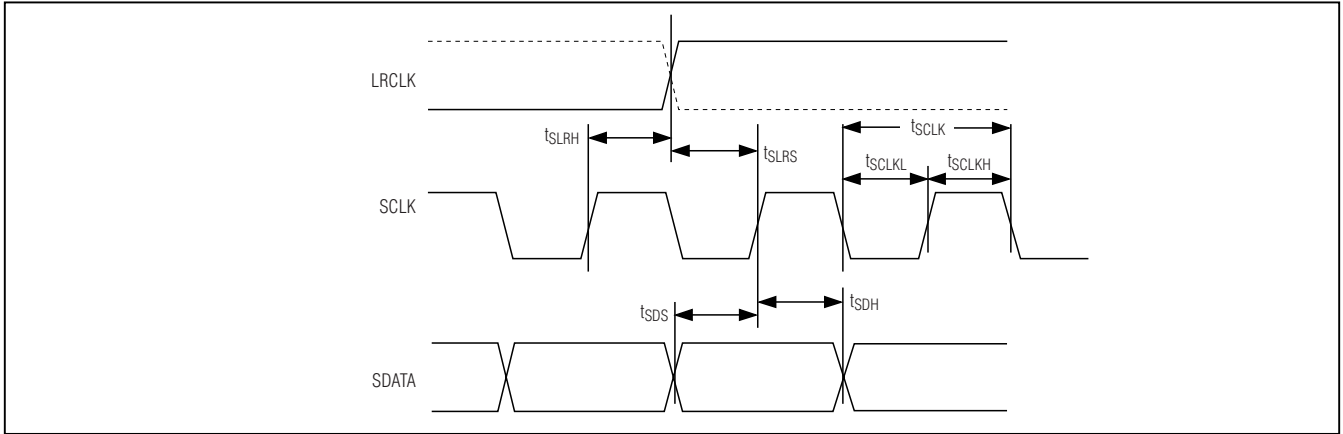 LRCLK
tSLRH
tSLRS
tSCLK
tSCLKL
tSCLKH
SCLK
tSDS
tSDH
SDATA